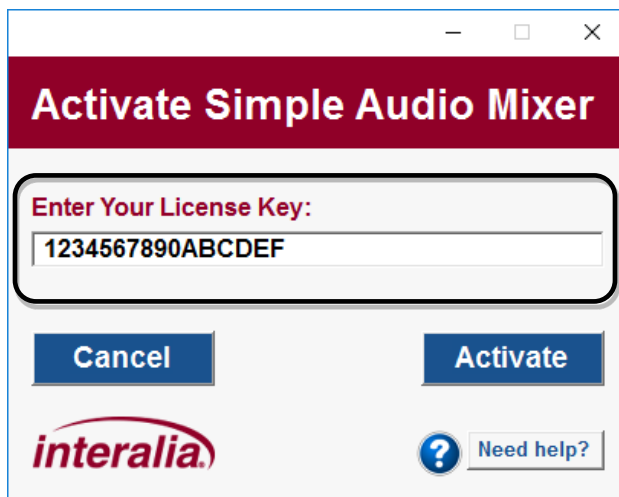 Activate Simple Audio Mixer
Enter Your License Key:
1234567890ABCDEF
Cancel
Activate
interalia.
? Need help?